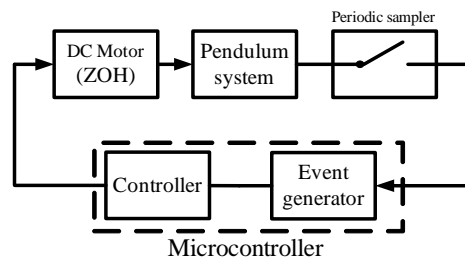 Periodic sampler
DC Motor
(ZOH)
Pendulum
system
Controller
Event
generator
Microcontroller